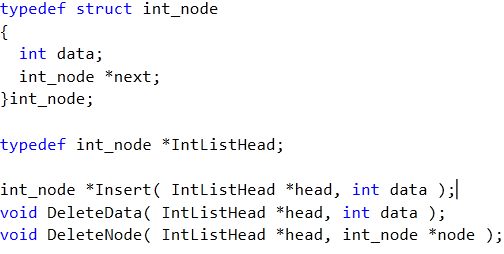 typedef struct int_node
{
  int data;
  int_node *next;
}int_node;

typedef int_node *IntListHead;

int_node *Insert( IntListHead *head, int data );
void DeleteData( IntListHead *head, int data );
void DeleteNode( IntListHead *head, int_node *node );